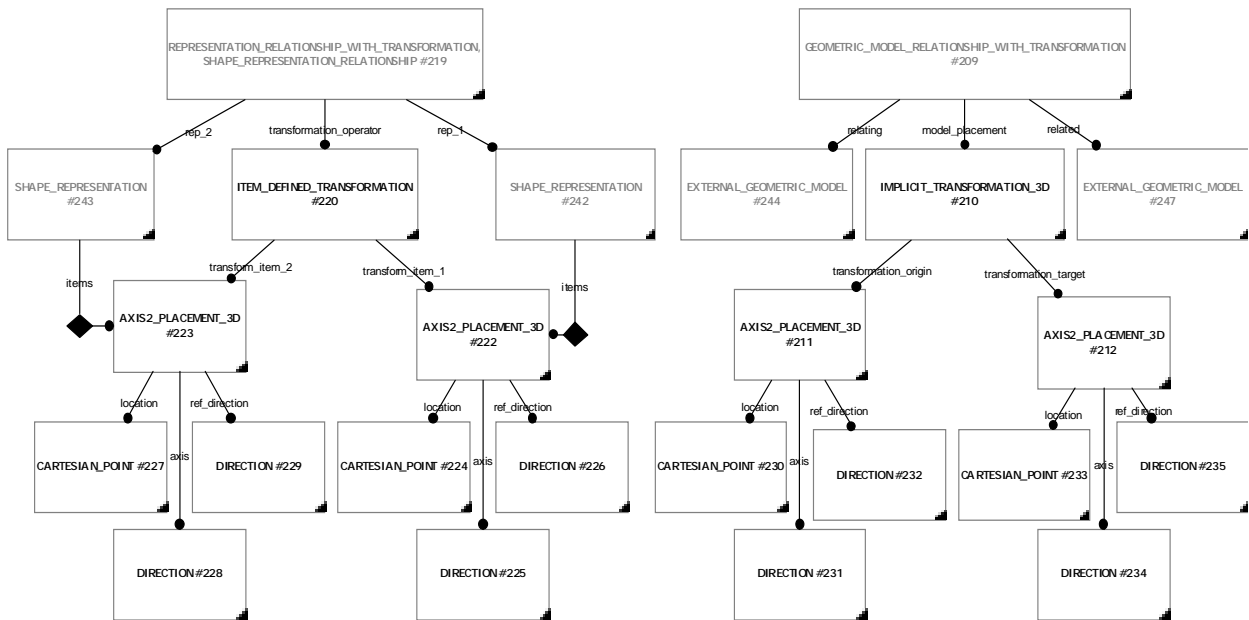 REPRESENTATION_RELATIONSHIP_WITH_TRANSFORMATION,
SHAPE_REPRESENTATION_RELATIONSHIP #219
GEOMETRIC_MODEL_RELATIONSHIP_WITH_TRANSFORMATION
#209
rep_2
transformation_operator
rep_1
relating
model_placement
related
SHAPE_REPRESENTATION
#243
ITEM_DEFINED_TRANSFORMATION
#220
SHAPE_REPRESENTATION
#242
EXTERNAL_GEOMETRIC_MODEL
#244
IMPLICIT_TRANSFORMATION_3D
#210
EXTERNAL_GEOMETRIC_MODEL
#247
items
transform_item_2
transform_item_1
items
transformation_origin
transformation_target
AXIS2_PLACEMENT_3D
#223
AXIS2_PLACEMENT_3D
#222
AXIS2_PLACEMENT_3D
#211
AXIS2_PLACEMENT_3D
#212
location
axis
ref_direction
location
axis
ref_direction
location
axis
ref_direction
location
axis
ref_direction
CARTESIAN_POINT #227
DIRECTION #229
CARTESIAN_POINT #224
DIRECTION #226
CARTESIAN_POINT #230
DIRECTION #232
CARTESIAN_POINT #233
DIRECTION #235
DIRECTION #228
DIRECTION #225
DIRECTION #231
DIRECTION #234